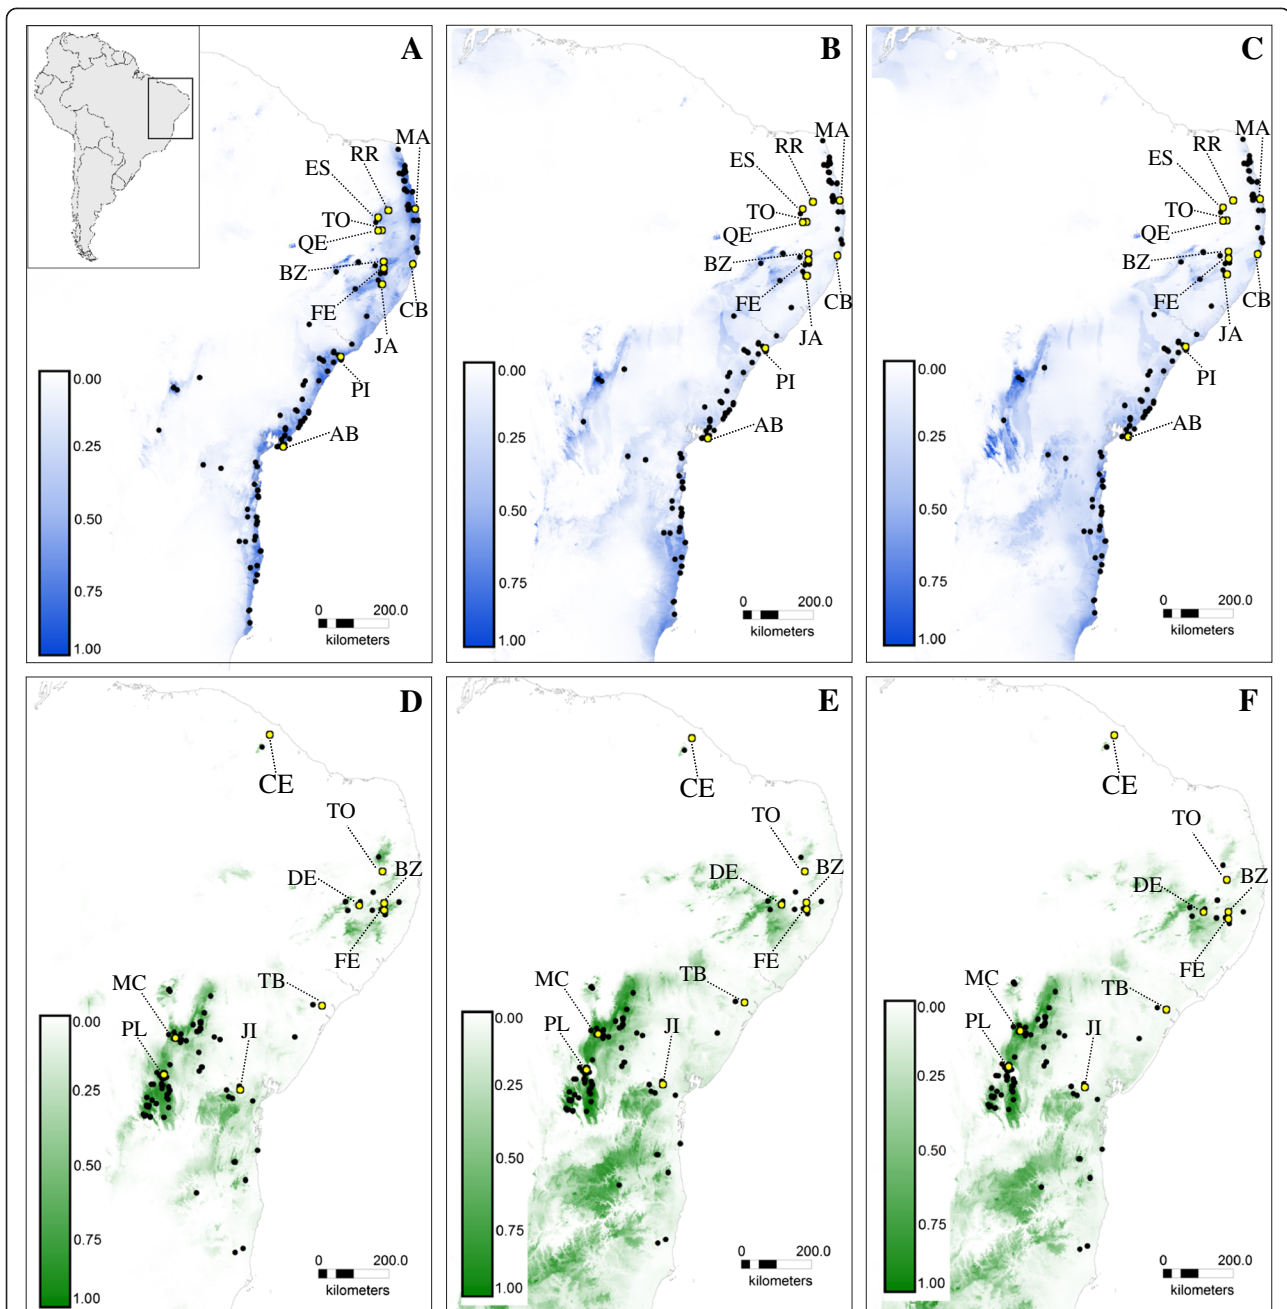 A
MA
RR
ES
TO
QE
BZ
FE
CB
JA
PI
AB
0.00
0.25
0.50
0.75
1.00
0 200.0
kilometers
B
MA
RR
ES
TO
QE
BZ
FE
CB
JA
PI
AB
0.00
0.25
0.50
0.75
1.00
0 200.0
kilometers
C
MA
RR
ES
TO
QE
BZ
FE
CB
JA
PI
AB
0.00
0.25
0.50
0.75
1.00
0 200.0
kilometers
D
CE
TO
BZ
DE
FE
TB
MC
PL
JI
0.00
0.25
0.50
0.75
1.00
0 200.0
kilometers
E
CE
TO
BZ
DE
FE
TB
MC
PL
JI
0.00
0.25
0.50
0.75
1.00
0 200.0
kilometers
F
CE
TO
BZ
DE
FE
TB
MC
PL
JI
0.00
0.25
0.50
0.75
1.00
0 200.0
kilometers